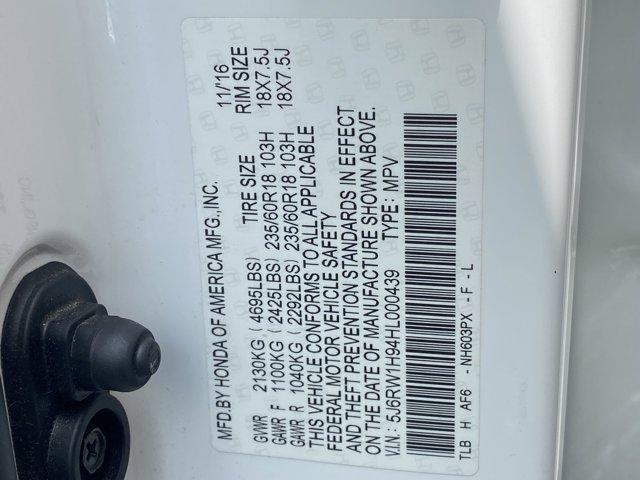 MFD.BY HONDA OF AMERICA MFG.,INC. 11/16
TIRE SIZE RIM SIZE
GVWR 2130KG ( 4695LBS)
GAWR F 1100KG ( 2425LBS) 235/60R18 103H 18X7.5J
GAWR R 1040KG ( 2292LBS) 235/60R18 103H 18X7.5J
THIS VEHICLE CONFORMS TO ALL APPLICABLE
FEDERAL MOTOR VEHICLE SAFETY
AND THEFT PREVENTION STANDARDS IN EFFECT
ON THE DATE OF MANUFACTURE SHOWN ABOVE.
V.I.N.: 5J6RW1H94HL000439 TYPE: MPV
TLB H AF6 -NH603PX - F - L